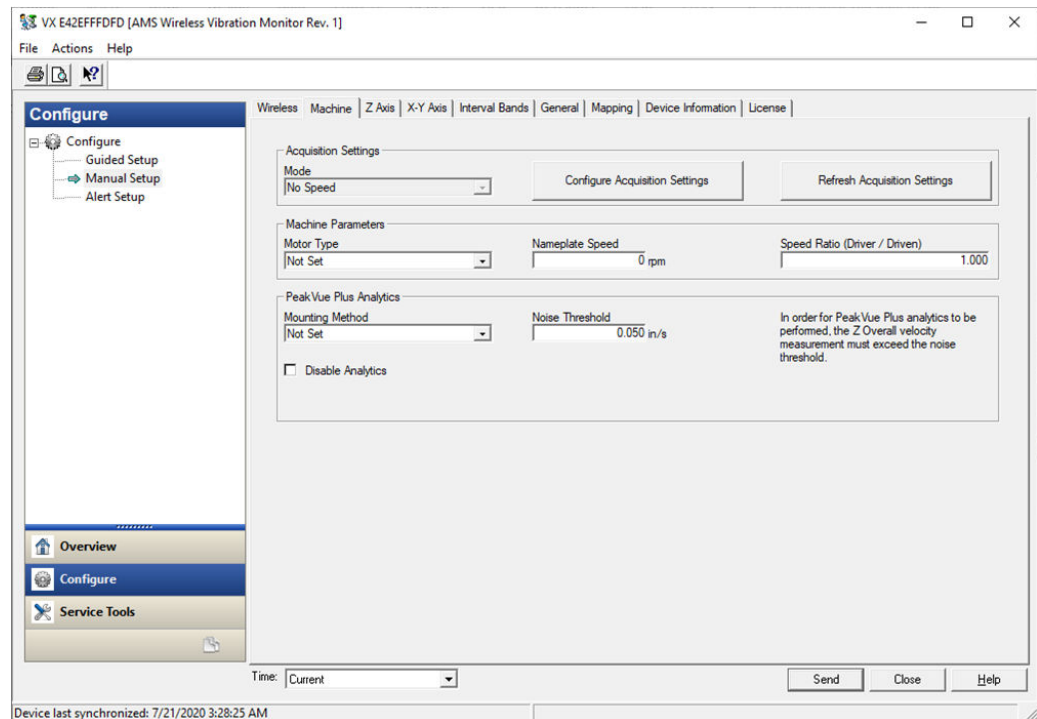 VX E42EFFFDFD [AMS Wireless Vibration Monitor Rev. 1]
File Actions Help
Configure
Configure
Guided Setup
Manual Setup
Alert Setup
Overview
Configure
Service Tools
Wireless Machine Z Axis X-Y Axis Interval Bands General Mapping Device Information License
Acquisition Settings
Mode
No Speed
Configure Acquisition Settings
Refresh Acquisition Settings
Machine Parameters
Motor Type
Not Set
Nameplate Speed
0 rpm
Speed Ratio (Driver / Driven)
1.000
PeakVue Plus Analytics
Mounting Method
Not Set
Noise Threshold
0.050 in/s
In order for PeakVue Plus analytics to be
performed, the Z Overall velocity
measurement must exceed the noise
threshold.
Disable Analytics
Time: Current
Send Close Help
Device last synchronized: 7/21/2020 3:28:25 AM